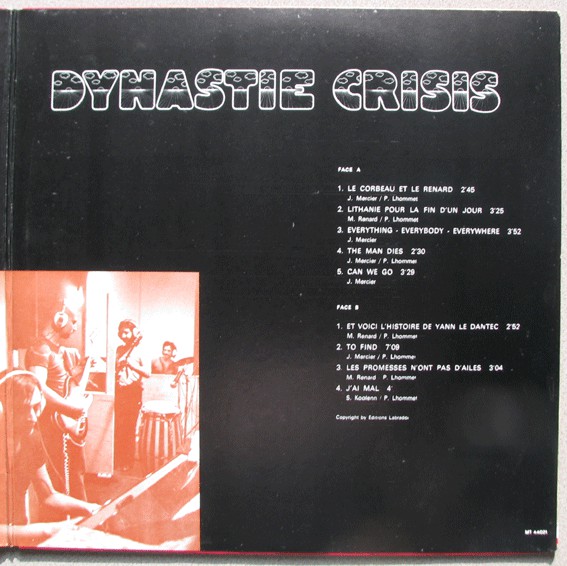 DYNASTIE CRISIS
FACE A
1. LE CORBEAU ET LE RENARD 2'45
J. Mercier / P. Lhommet
2. LITHANIE POUR LA FIN D'UN JOUR 3'25
M. Renard / P. Lhommet
3. EVERYTHING - EVERYBODY - EVERYWHERE 3'52
J. Mercier
4. THE MAN DIES 2'30
J. Mercier / P. Lhommet
5. CAN WE GO 3'29
J. Mercier
FACE B
1. ET VOICI L'HISTOIRE DE YANN LE DANTEC 2'52
M. Renard / P. Lhommet
2. TO FIND 7'09
J. Mercier / P. Lhommet
3. LES PROMESSES N'ONT PAS D'AILES 3'04
M. Renard P. Lhommet
4. J'AI MAL 4'
S. Koolenn / P. Lhommet
Copyright by Editions Labrador